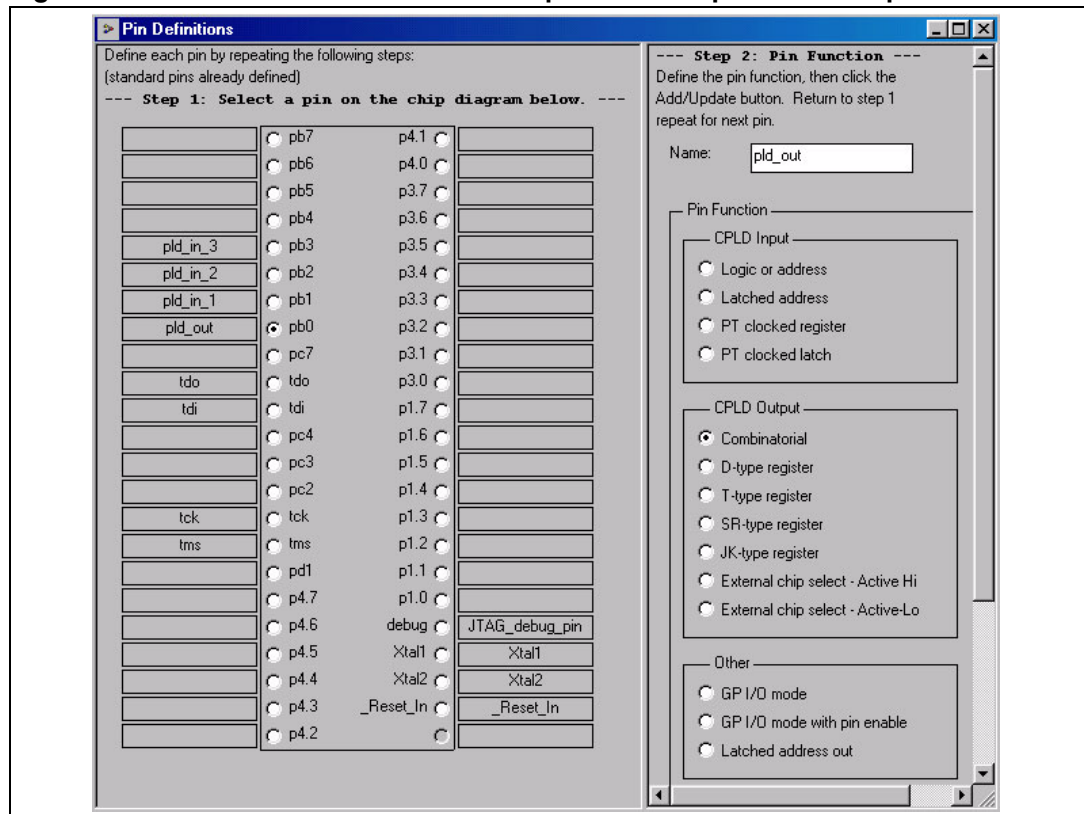 Pin Definitions
Define each pin by repeating the following steps:
(standard pins already defined)
--- Step 1: Select a pin on the chip diagram below. ---
pb7 p4.1
pb6 p4.0
pb5 p3.7
pb4 p3.6
pld_in_3 pb3 p3.5
pld_in_2 pb2 p3.4
pld_in_1 pb1 p3.3
pld_out pb0 p3.2
pc7 p3.1
tdo tdo p3.0
tdi tdi p1.7
pc4 p1.6
pc3 p1.5
pc2 p1.4
tck tck p1.3
tms tms p1.2
pd1 p1.1
p4.7 p1.0
p4.6 debug JTAG_debug_pin
p4.5 Xtal1 Xtal1
p4.4 Xtal2 Xtal2
p4.3 _Reset_In _Reset_In
p4.2
--- Step 2: Pin Function ---
Define the pin function, then click the
Add/Update button. Return to step 1
repeat for next pin.
Name: pld_out
Pin Function
CPLD Input
Logic or address
Latched address
PT clocked register
PT clocked latch
CPLD Output
Combinatorial
D-type register
T-type register
SR-type register
JK-type register
External chip select - Active Hi
External chip select - Active-Lo
Other
GP I/O mode
GP I/O mode with pin enable
Latched address out